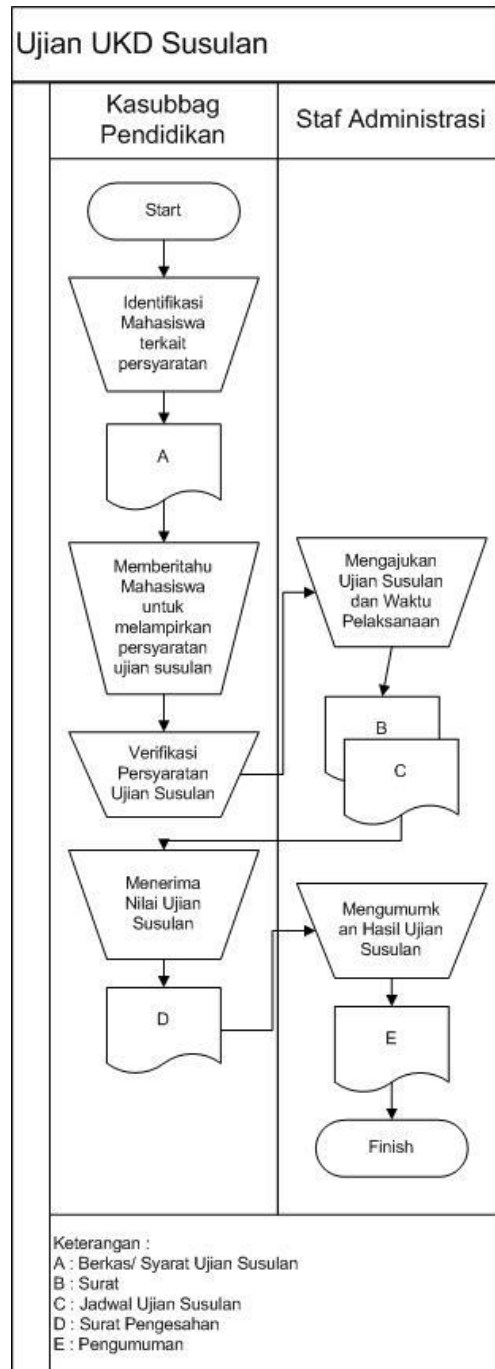 Ujian UKD Susulan
Kasubbag
Pendidikan
Staf Administrasi
Start
Identifikasi
Mahasiswa
terkait
persyaratan
A
Memberitahu
Mahasiswa
untuk
melampirkan
persyaratan
ujian susulan
Verifikasi
Persyaratan
Ujian Susulan
Mengajukan
Ujian Susulan
dan Waktu
Pelaksanaan
B
C
Menerima
Nilai Ujian
Susulan
D
Mengumumk
an Hasil Ujian
Susulan
E
Finish
Keterangan :
A : Berkas/ Syarat Ujian Susulan
B : Surat
C : Jadwal Ujian Susulan
D : Surat Pengesahan
E : Pengumuman